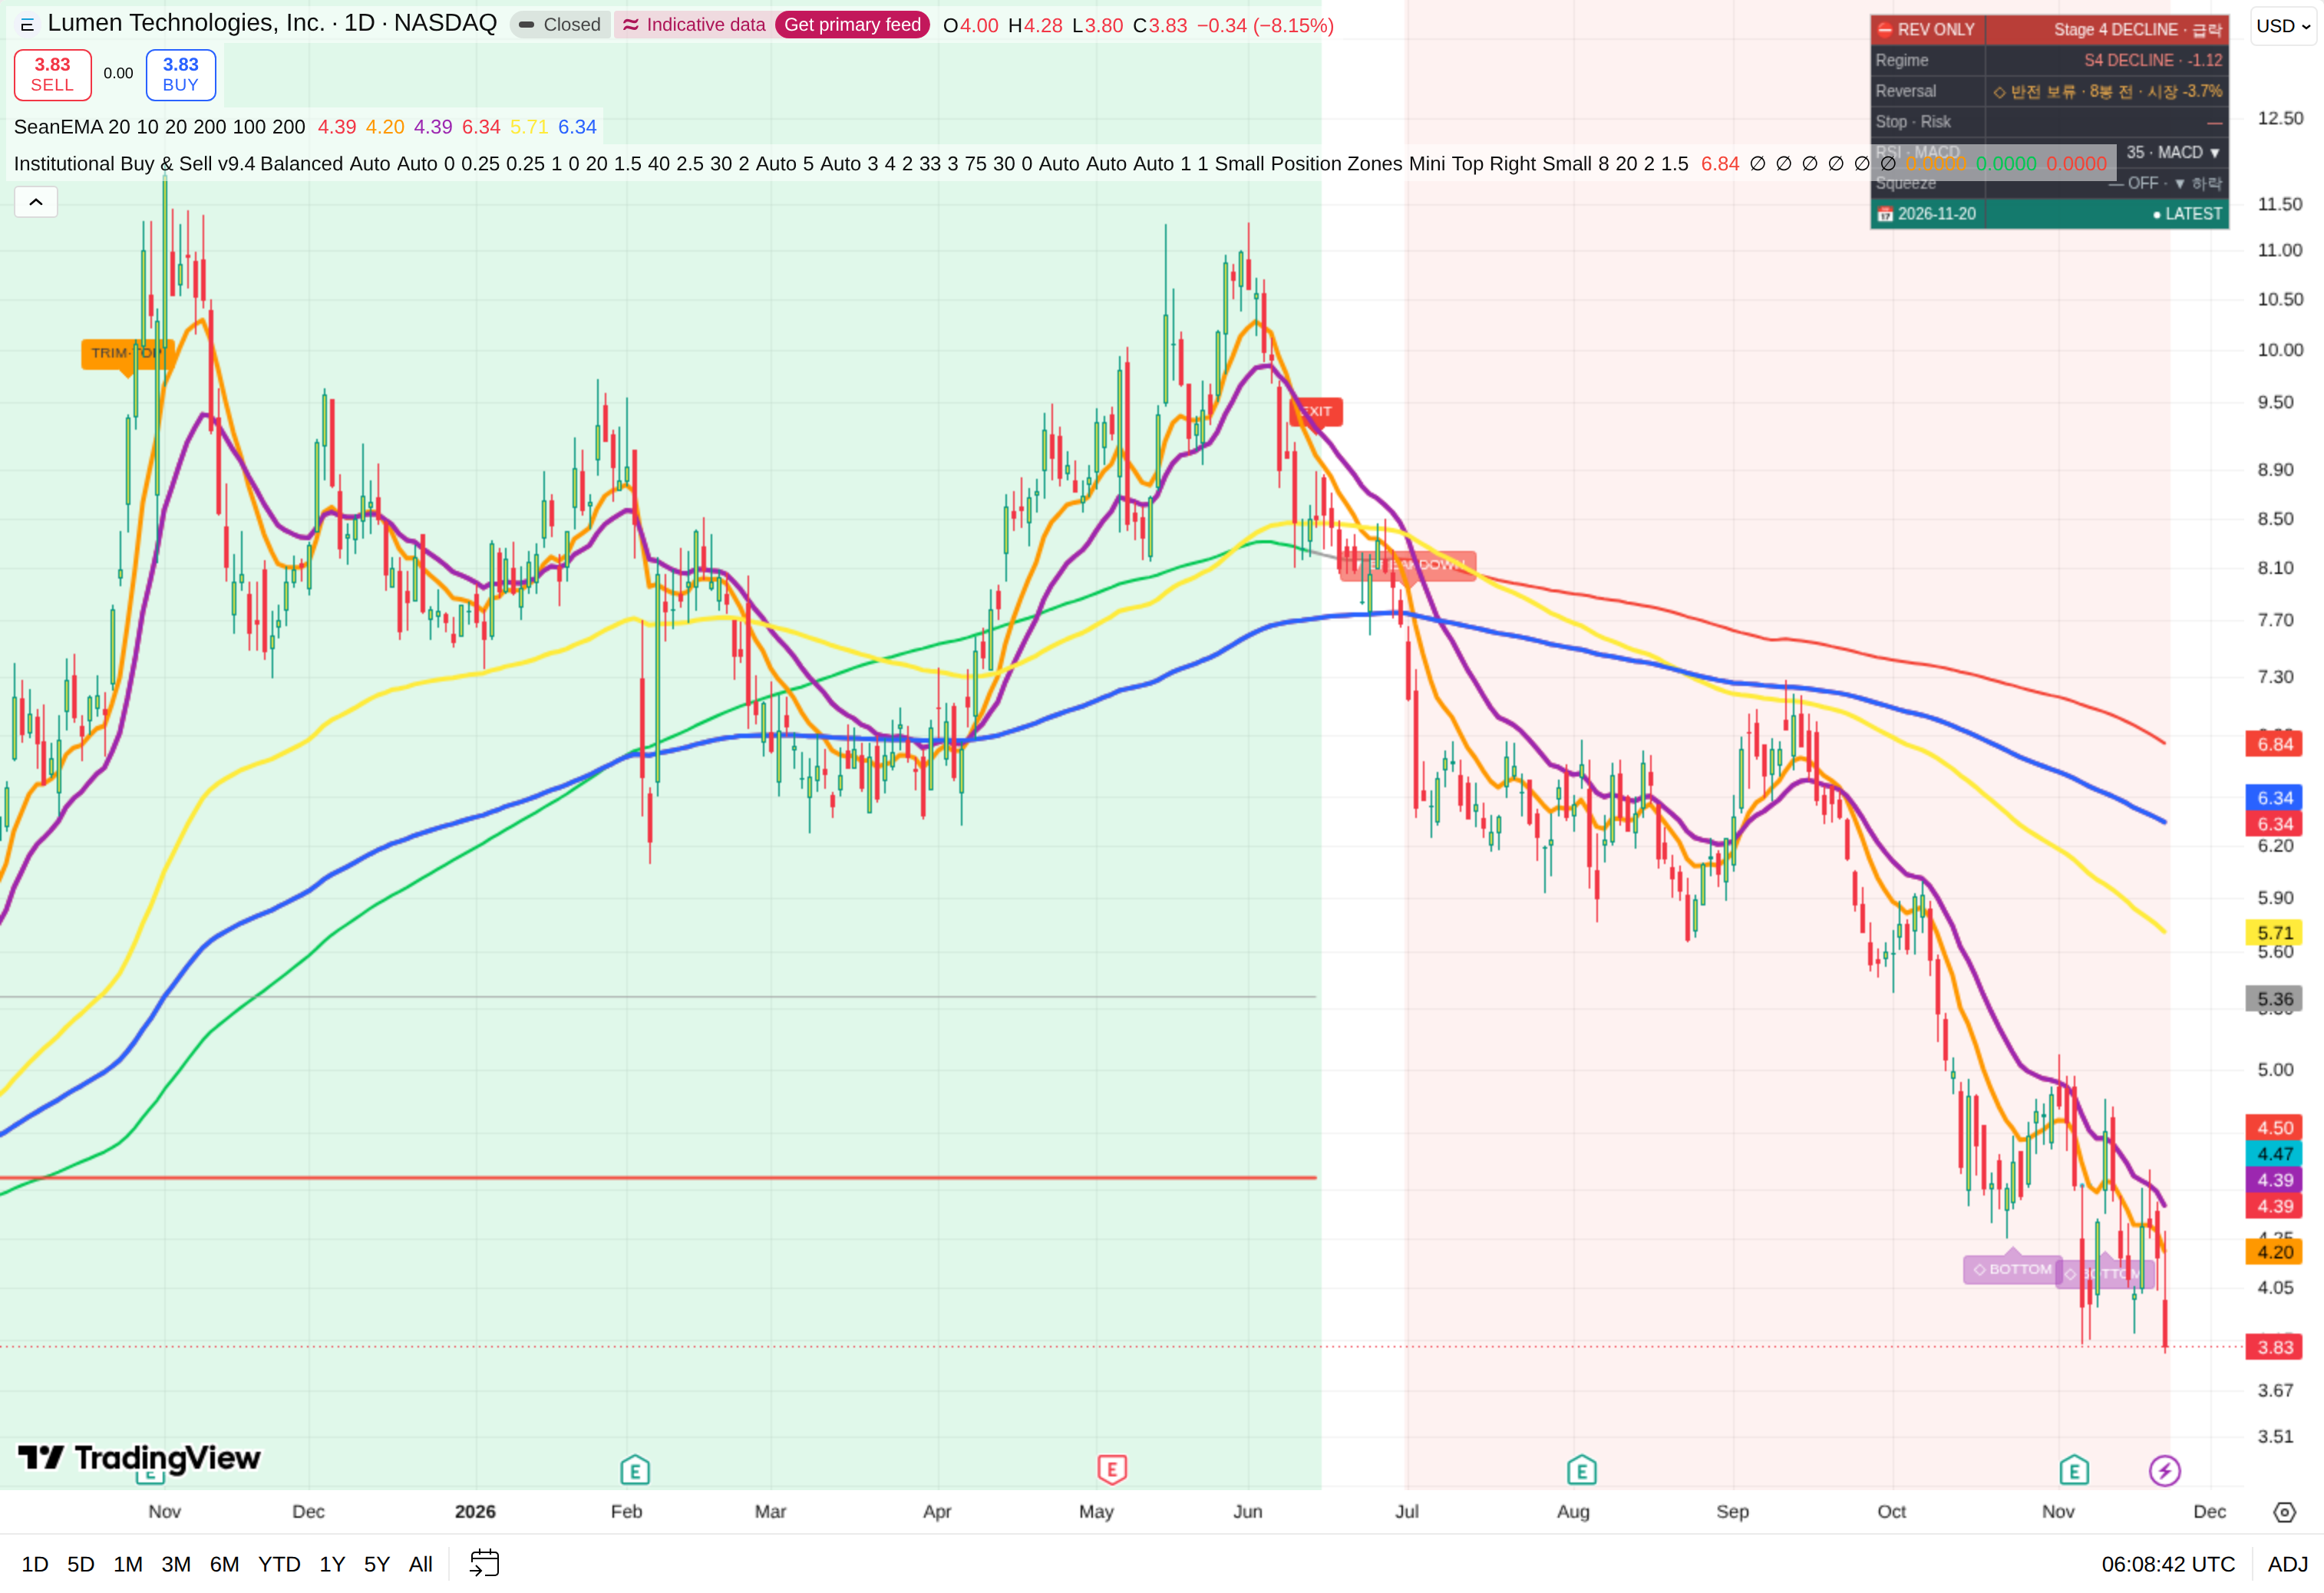 Lumen Technologies, Inc. · 1D · NASDAQ Closed Indicative data Get primary feed O4.00 H4.28 L3.80 C3.83 −0.34 (−8.15%)
3.83 SELL 0.00 3.83 BUY
SeanEMA 20 10 20 200 100 200 4.39 4.20 4.39 6.34 5.71 6.34
Institutional Buy & Sell v9.4 Balanced Auto Auto 0 0.25 0.25 1 0 20 1.5 40 2.5 30 2 Auto 5 Auto 3 4 2 33 3 75 30 0 Auto Auto Auto 1 1 Small Position Zones Mini Top Right Small 8 20 2 1.5 6.84 ∅ ∅ ∅ ∅ ∅ ∅ 0.0000 0.0000 0.0000
REV ONLY Stage 4 DECLINE · 급락
Regime S4 DECLINE · -1.12
Reversal ◇ 반전 보류 · 8봉 전 · 시장 -3.7%
Stop · Risk —
RSI · MACD 35 · MACD ▼
Squeeze — OFF · ▼ 하락
2026-11-20 ● LATEST
USD
12.50
11.50
11.00
10.50
10.00
9.50
8.90
8.50
8.10
7.70
7.30
6.84
6.34
6.34
6.20
5.90
5.71
5.60
5.36
5.00
4.50
4.47
4.39
4.39
4.20
4.05
3.83
3.67
3.51
TRIM-TOP
EXIT
◇ BOTTOM
◇ BOTTOM
TradingView
E E E E E
Nov Dec 2026 Feb Mar Apr May Jun Jul Aug Sep Oct Nov Dec
1D 5D 1M 3M 6M YTD 1Y 5Y All 06:08:42 UTC ADJ